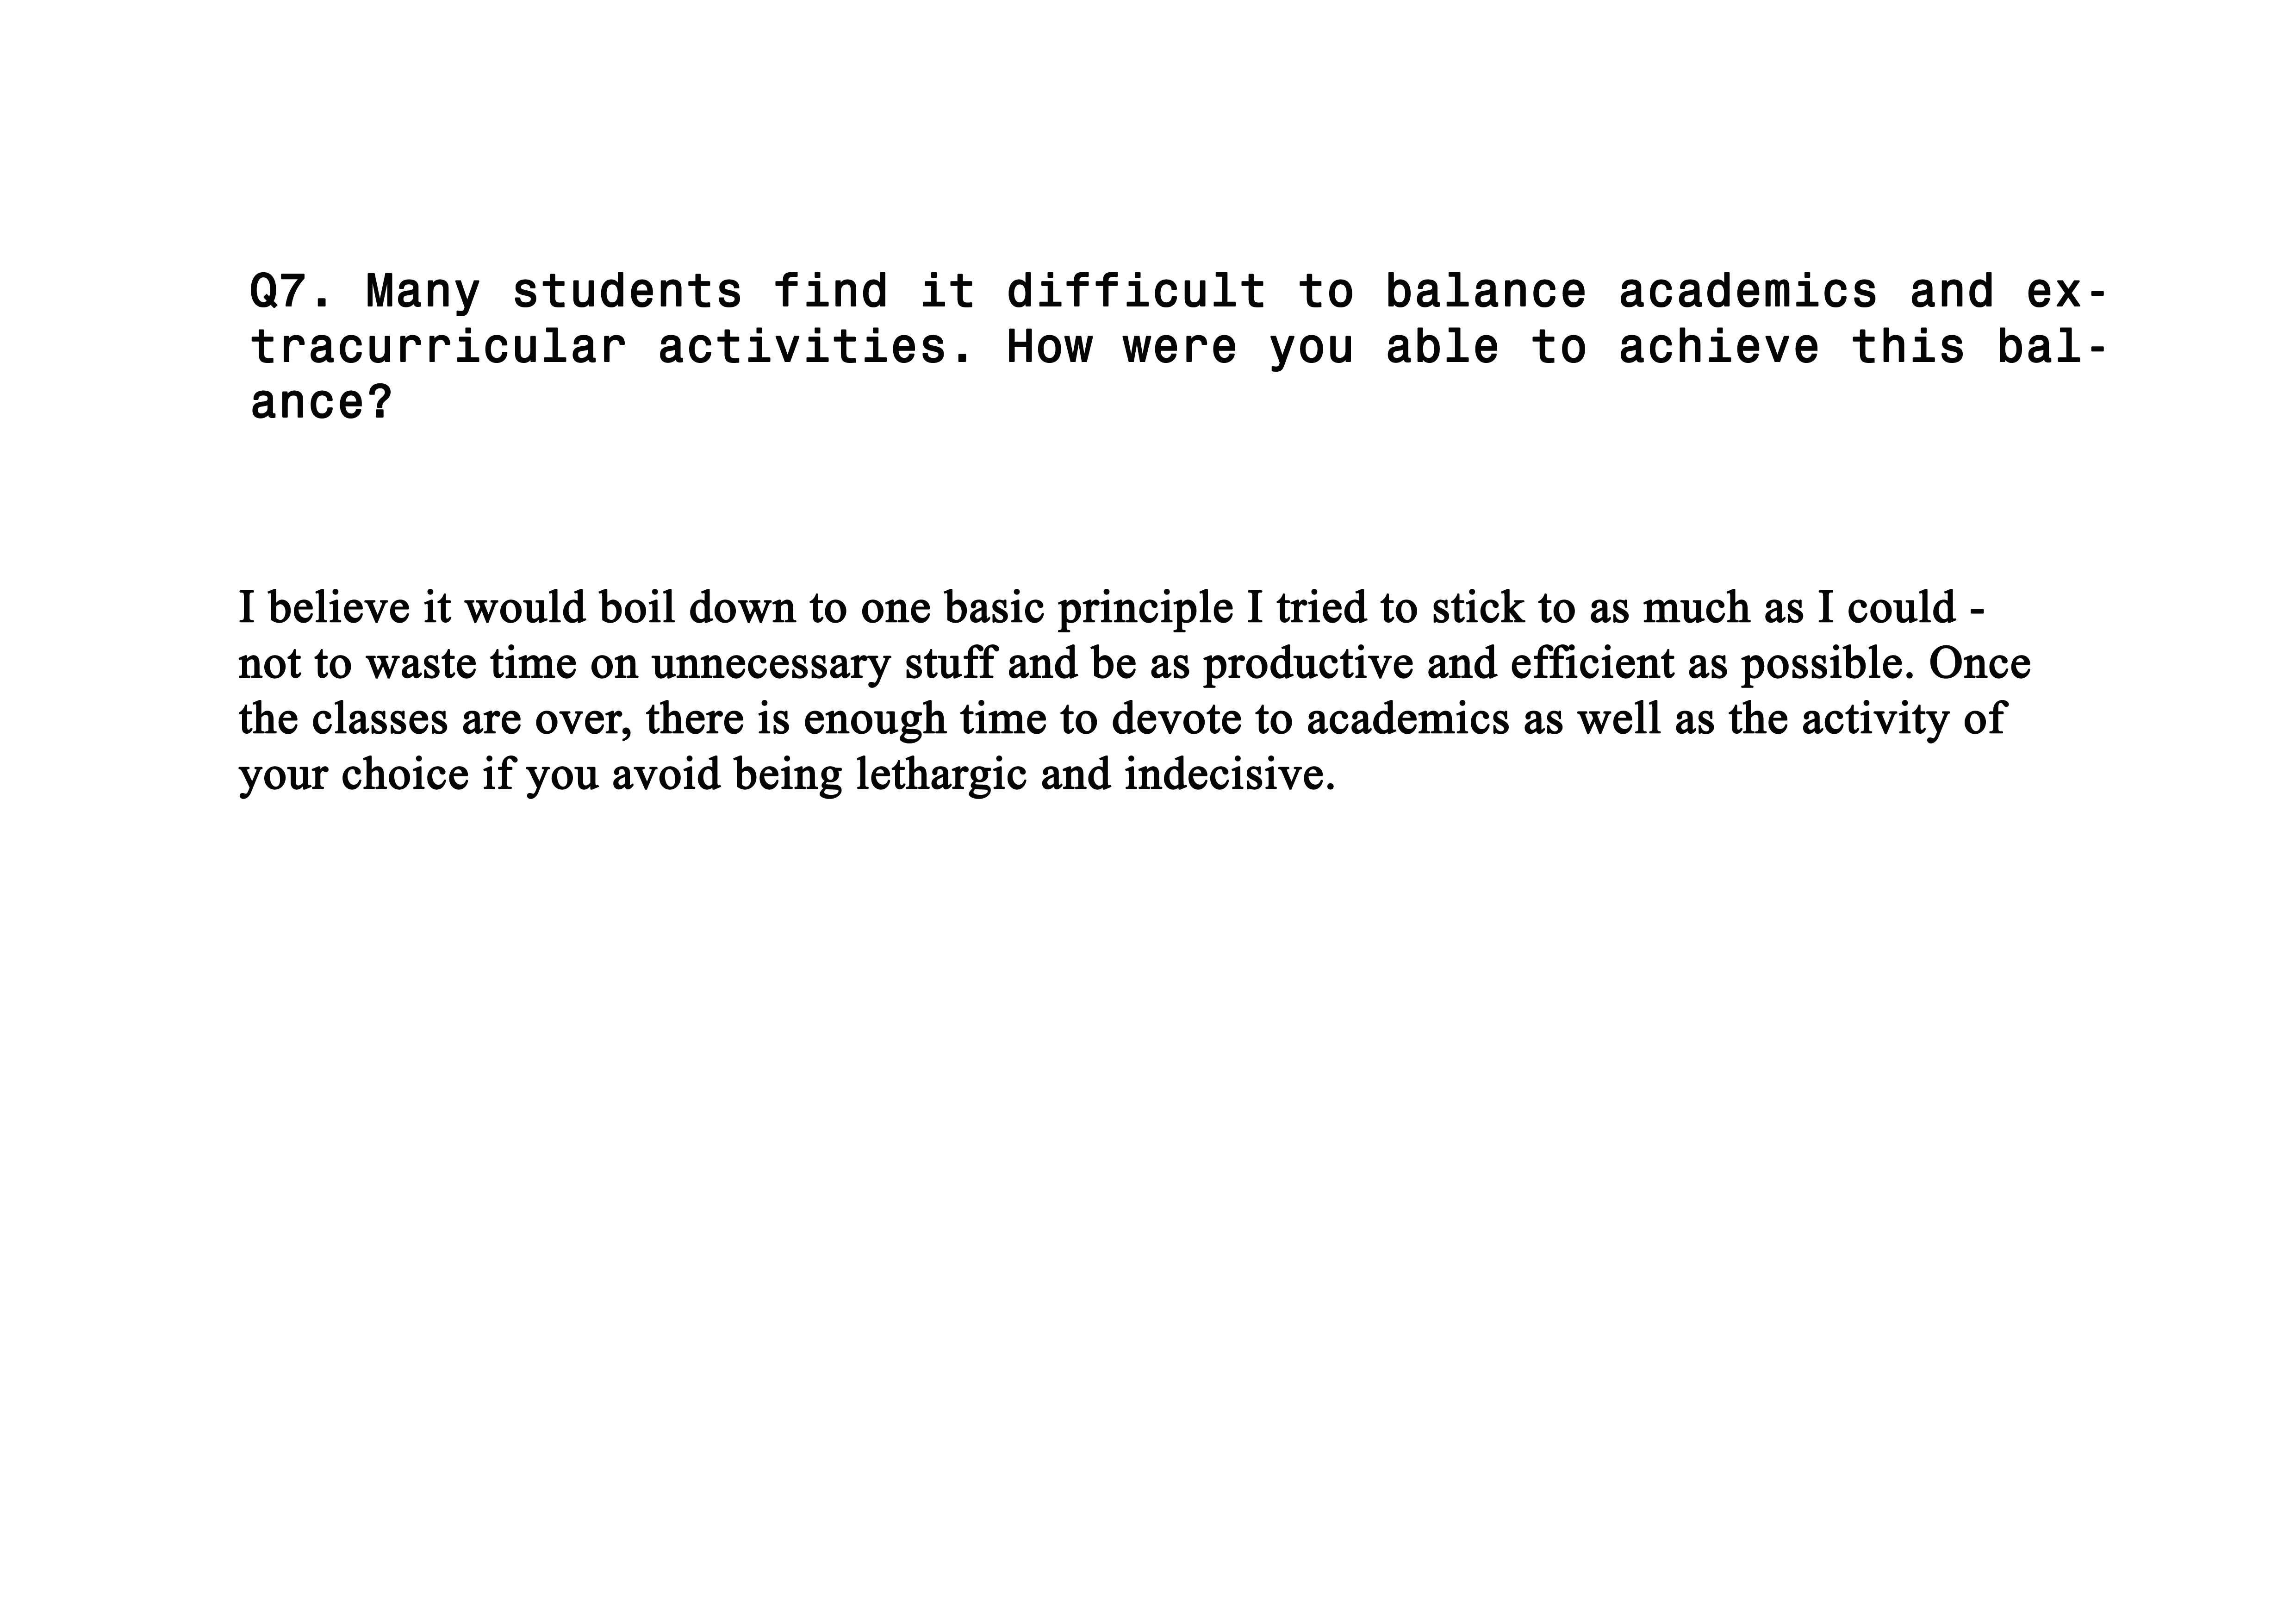 Q7. Many students find it difficult to balance academics and ex-
tracurricular activities. How were you able to achieve this bal-
ance?
I believe it would boil down to one basic principle I tried to stick to as much as I could -
not to waste time on unnecessary stuff and be as productive and efficient as possible. Once
the classes are over, there is enough time to devote to academics as well as the activity of
your choice if you avoid being lethargic and indecisive.